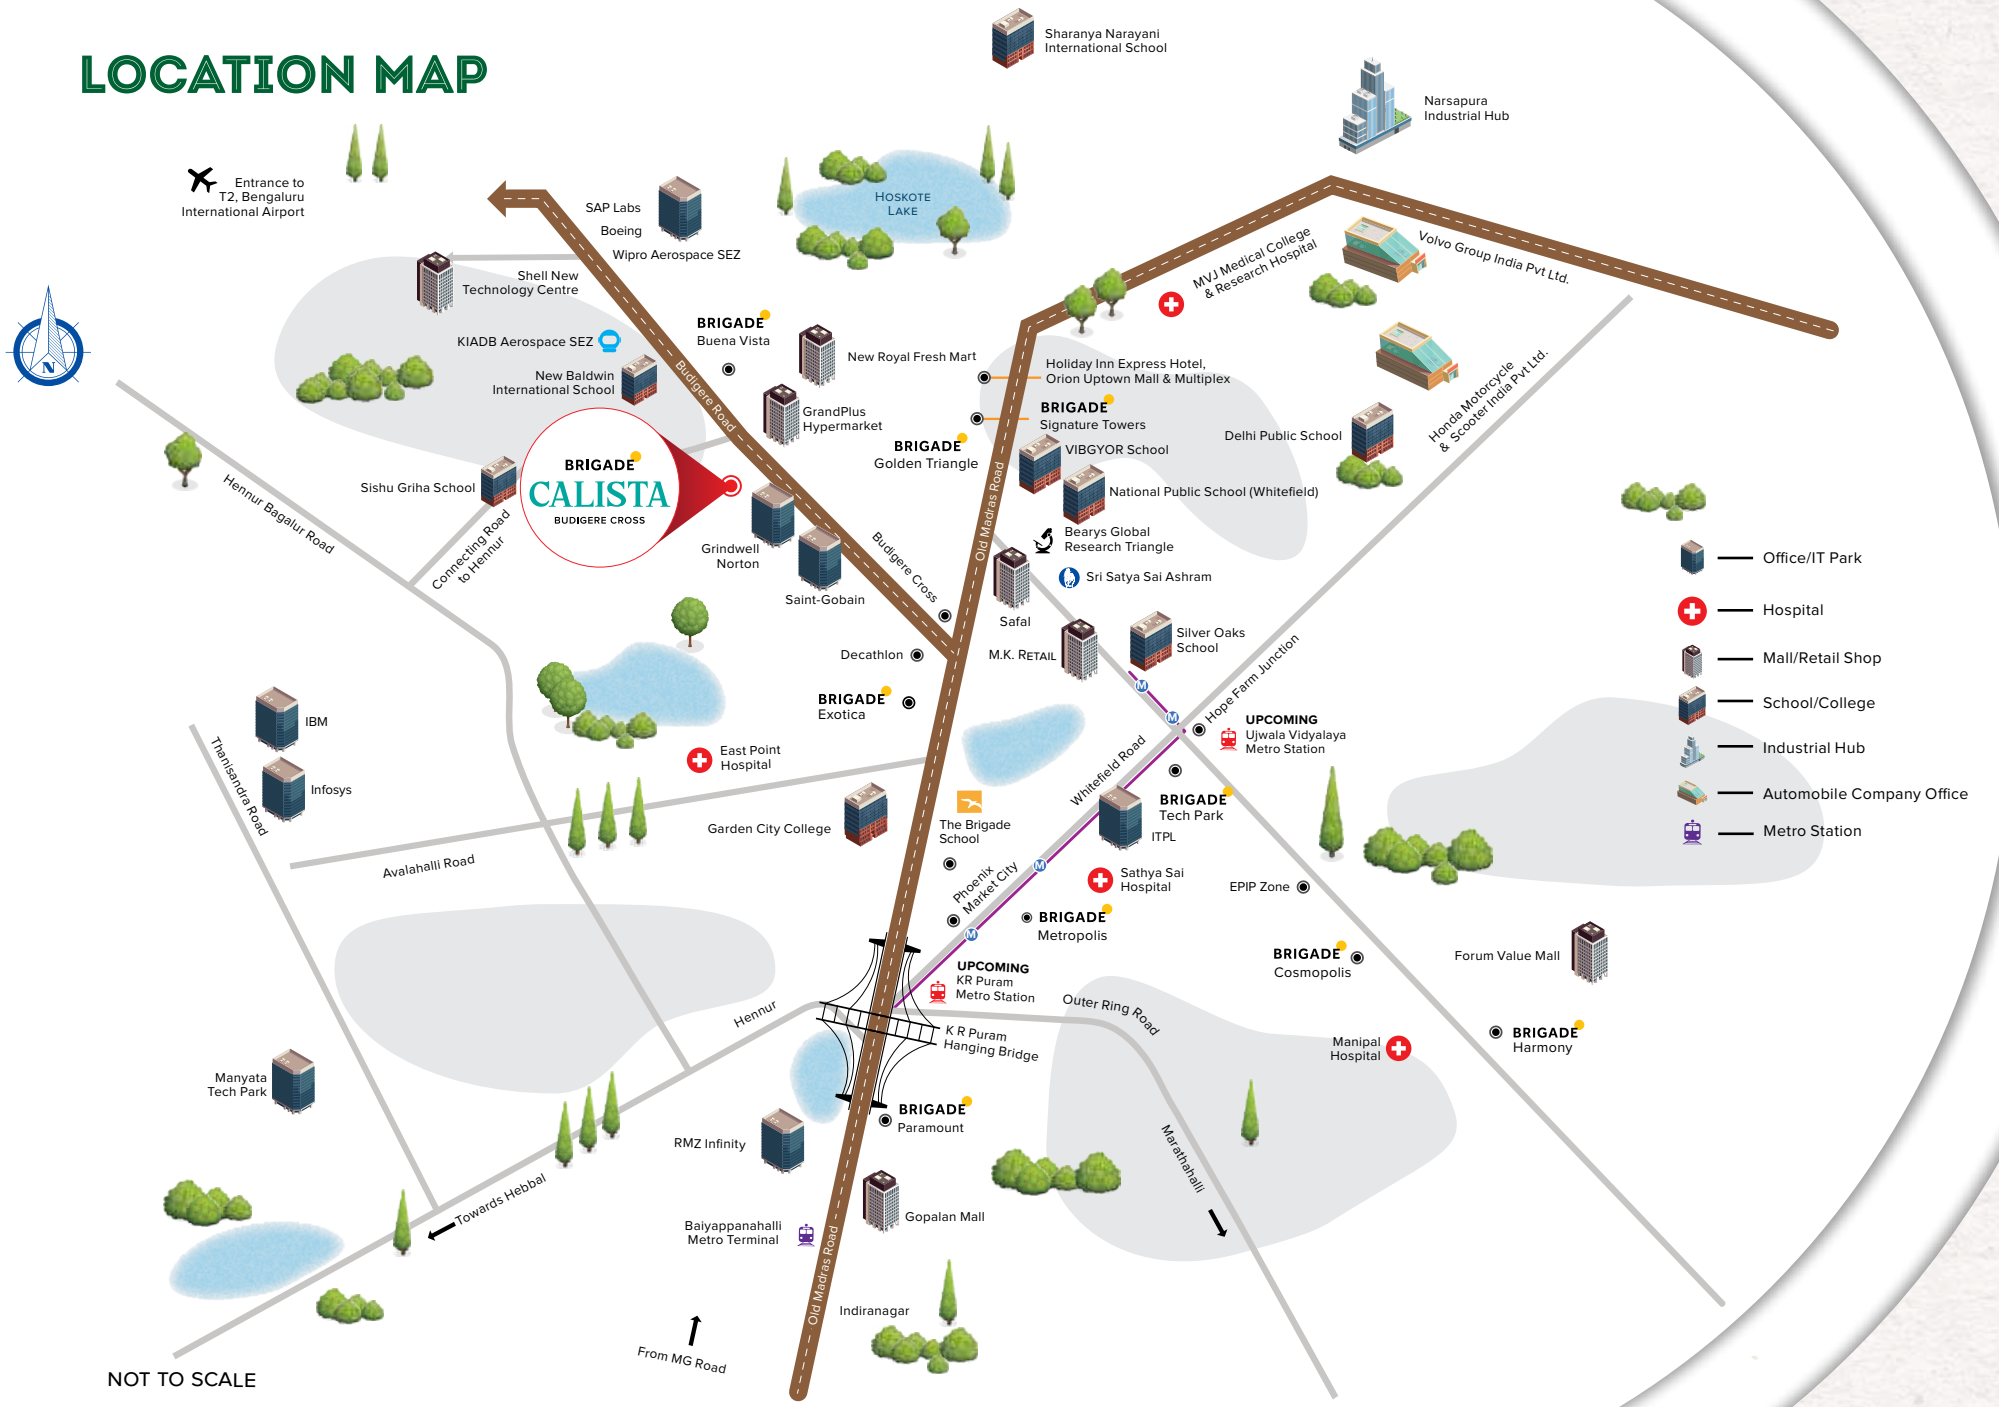 LOCATION MAP
Sharanya Narayani
International School
Narsapura
Industrial Hub
Entrance to
T2, Bengaluru
International Airport
SAP Labs
Boeing
Wipro Aerospace SEZ
HOSKOTE
LAKE
MVJ Medical College
& Research Hospital
Volvo Group India Pvt Ltd.
Shell New
Technology Centre
N
KIADB Aerospace SEZ
New Baldwin
International School
BRIGADE
Buena Vista
New Royal Fresh Mart
Budigere Road
GrandPlus
Hypermarket
Holiday Inn Express Hotel,
Orion Uptown Mall & Multiplex
BRIGADE
Signature Towers
BRIGADE
Golden Triangle
VIBGYOR School
National Public School (Whitefield)
Delhi Public School
Honda Motorcycle
& Scooter India Pvt Ltd.
Sishu Griha School
BRIGADE
CALISTA
BUDIGERE CROSS
Hennur Bagalur Road
Connecting Road
to Hennur
Grindwell
Norton
Saint-Gobain
Budigere Cross
Old Madras Road
Bearys Global
Research Triangle
Sri Satya Sai Ashram
Safal
M.K. RETAIL
Silver Oaks
School
Decathlon
BRIGADE
Exotica
Hope Farm Junction
M
M
UPCOMING
Ujwala Vidyalaya
Metro Station
Office/IT Park
Hospital
Mall/Retail Shop
School/College
Industrial Hub
Automobile Company Office
Metro Station
IBM
Infosys
Thanisandra Road
East Point
Hospital
Garden City College
Avalahalli Road
The Brigade
School
Whitefield Road
BRIGADE
Tech Park
ITPL
M
Phoenix
Market City
Sathya Sai
Hospital
EPIP Zone
BRIGADE
Metropolis
M
BRIGADE
Cosmopolis
Forum Value Mall
UPCOMING
KR Puram
Metro Station
Outer Ring Road
Hennur
K R Puram
Hanging Bridge
Manipal
Hospital
BRIGADE
Harmony
Manyata
Tech Park
BRIGADE
Paramount
RMZ Infinity
Marathahalli
Towards Hebbal
Baiyappanahalli
Metro Terminal
Gopalan Mall
Old Madras Road
Indiranagar
From MG Road
NOT TO SCALE